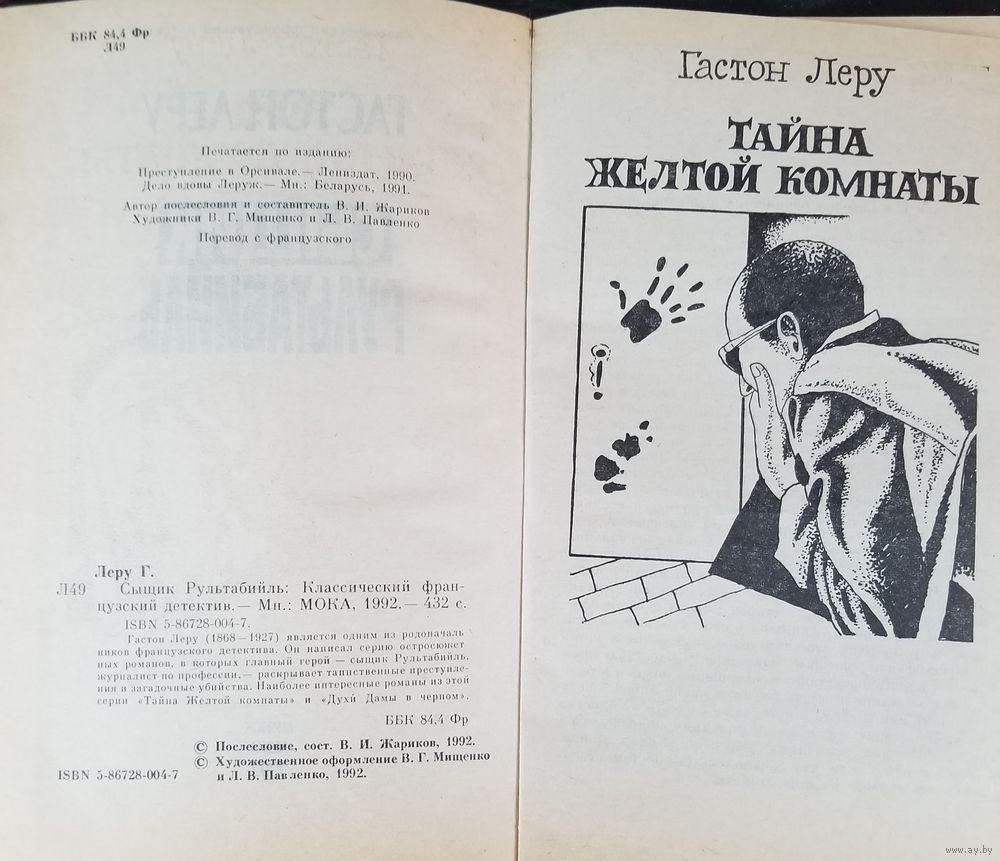 ББК 84,4 Фр
Л49
Печатается по изданию:
Преступление в Орсивале.— Лениздат, 1990.
Дело вдовы Леруж.— Мн.: Беларусь, 1991.
Автор послесловия и составитель В. И. Жариков
Художники В. Г. Мищенко и Л. В. Павленко
Перевод с французского
Леру Г.
Л49 Сыщик Рультабийль: Классический фран-
цузский детектив.— Мн.: МОКА, 1992.— 432 с.
ISBN 5-86728-004-7.
Гастон Леру (1868—1927) является одним из родоначаль
ников французского детектива. Он написал серию остросюжет
ных романов, в которых главный герой — сыщик Рультабийль,
журналист по профессии,— раскрывает таинственные преступле-
ния и загадочные убийства. Наиболее интересные романы из этой
серии «Тайна Желтой комнаты» и «Духи Дамы в черном».
ББК 84,4 Фр
© Послесловие, сост. В. И. Жариков, 1992.
© Художественное оформление В. Г. Мищенко
и Л. В. Павленко, 1992.
ISBN 5-86728-004-7
Гастон Леру
ТАЙНА
ЖЕЛТОЙ КОМНАТЫ
www.ay.by